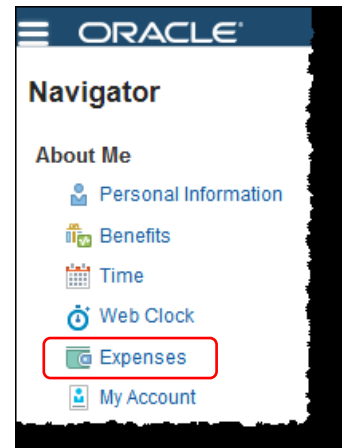 ORACLE®
Navigator
About Me
Personal Information
Benefits
Time
Web Clock
Expenses
My Account